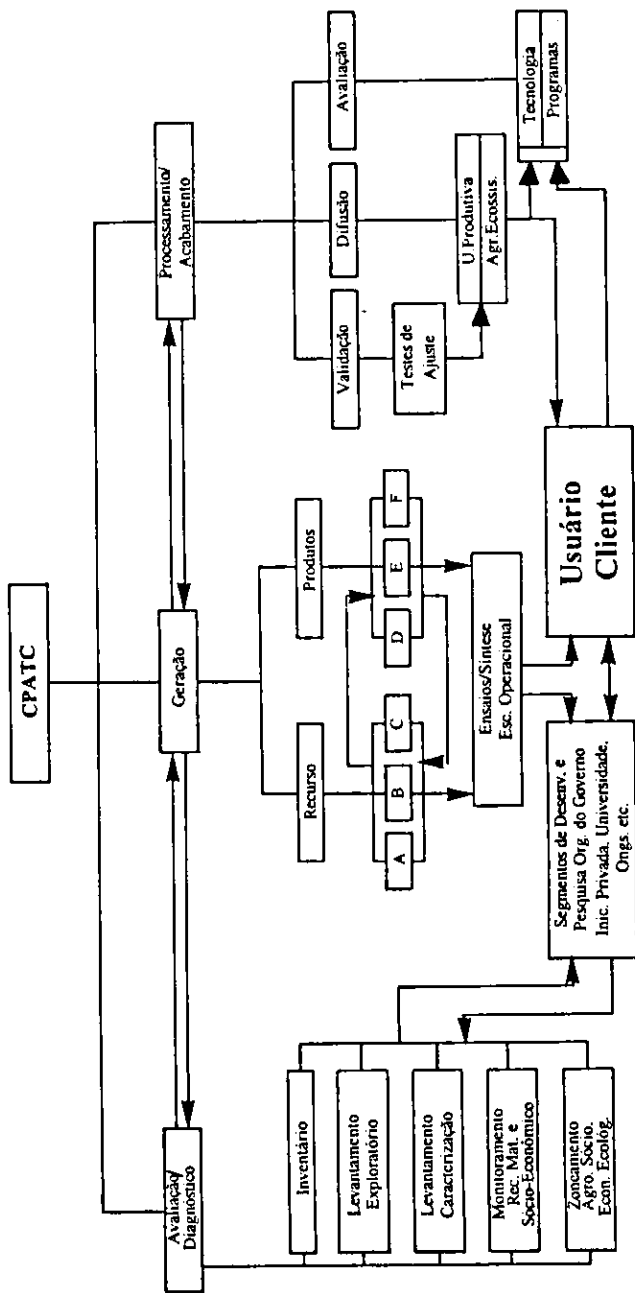 CPATC
Avaliação/
Diagnóstico
Geração
Processamento/
Acabamento
Inventário
Levantamento
Exploratório
Levantamento
Caracterização
Monitoramento
Rec. Mat. e
Sócio-Econômico
Zoneamento
Agro. Sócio.
Econ. Ecológ.
Recurso
Produtos
A
B
C
D
E
F
Ensaios/Síntese
Esc. Operacional
Validação
Difusão
Avaliação
Testes de
Ajuste
U.Produtiva
Agr.Ecossis.
Tecnologia
Programas
Segmentos de Desenv. e
Pesquisa Org. do Governo
Inic. Privada. Universidade.
Ongs. etc.
Usuário
Cliente